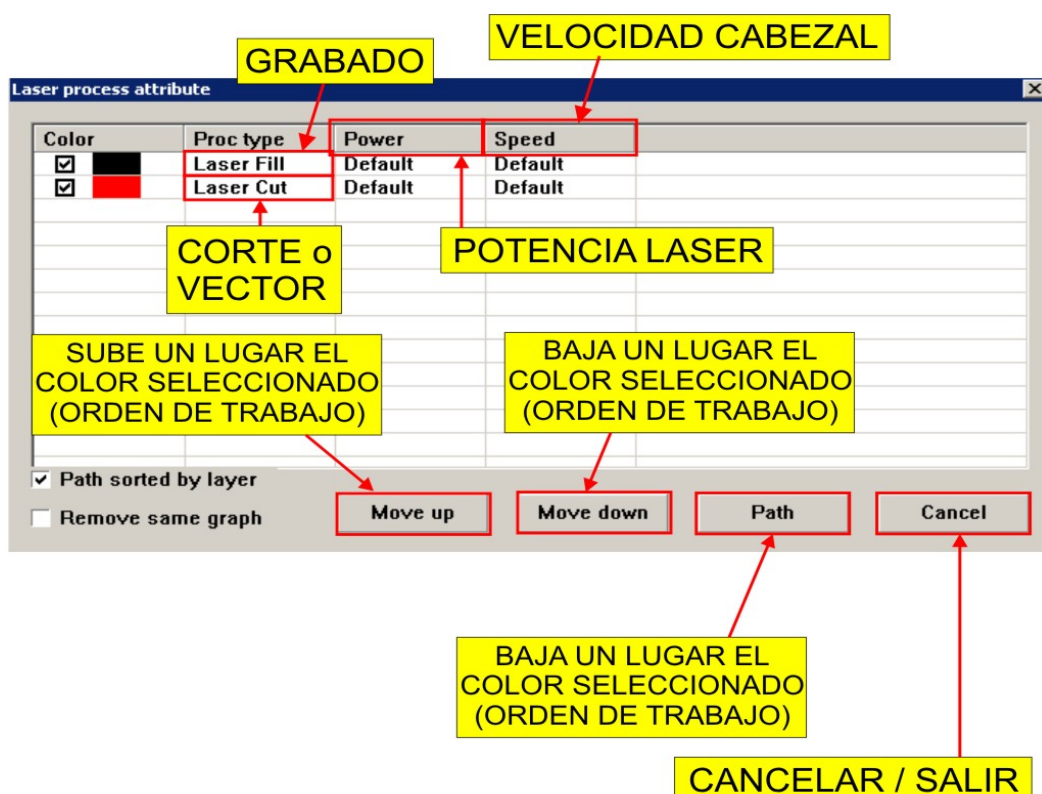 VELOCIDAD CABEZAL
GRABADO
Laser process attribute
Color Proc type Power Speed
Laser Fill Default Default
Laser Cut Default Default
CORTE o
VECTOR
POTENCIA LASER
SUBE UN LUGAR EL
COLOR SELECCIONADO
(ORDEN DE TRABAJO)
BAJA UN LUGAR EL
COLOR SELECCIONADO
(ORDEN DE TRABAJO)
Path sorted by layer
Remove same graph
Move up Move down Path Cancel
BAJA UN LUGAR EL
COLOR SELECCIONADO
(ORDEN DE TRABAJO)
CANCELAR / SALIR